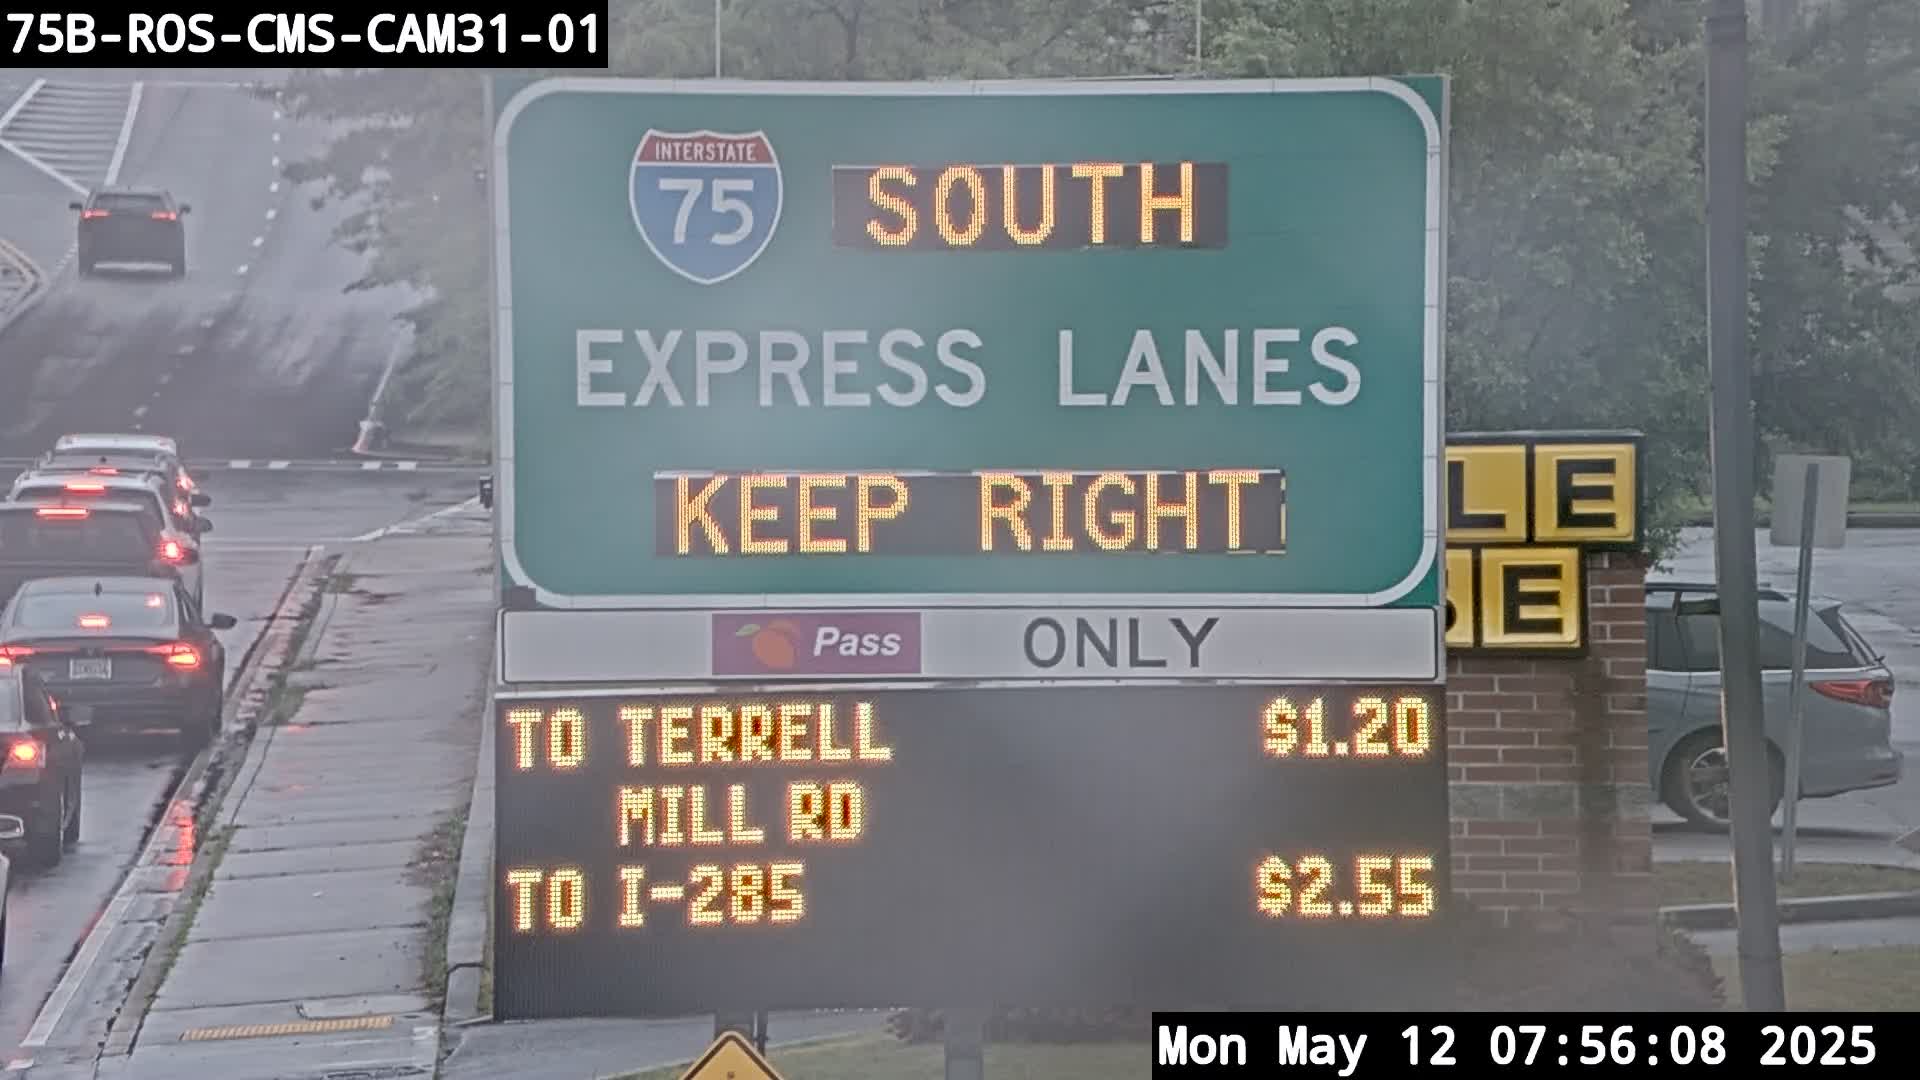 75B-ROS-CMS-CAM31-01
INTERSTATE
75
SOUTH
EXPRESS LANES
KEEP RIGHT
Pass ONLY
TO TERRELL $1.20
MILL RD
TO I-285 $2.55
LE
E
Mon May 12 07:56:08 2025